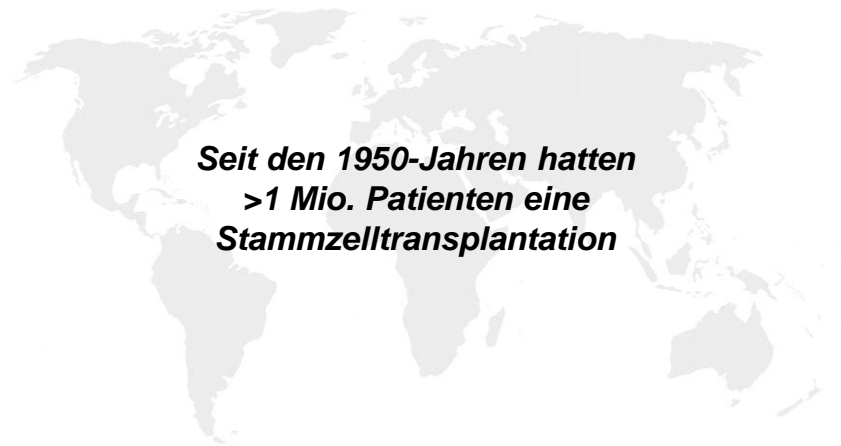 Seit den 1950-Jahren hatten
>1 Mio. Patienten eine
Stammzelltransplantation